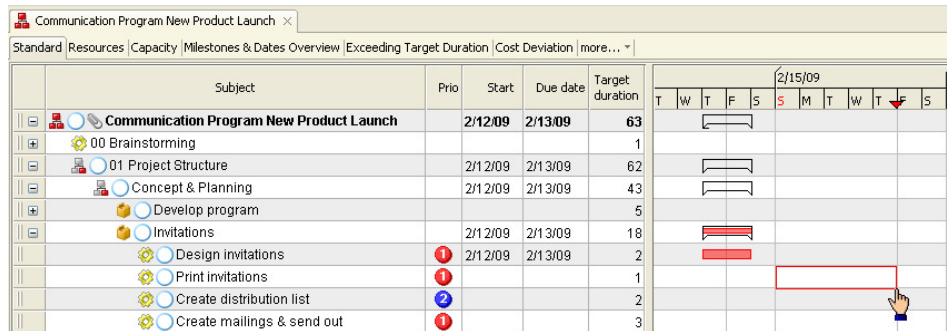 Communication Program New Product Launch
Standard Resources Capacity Milestones & Dates Overview Exceeding Target Duration Cost Deviation more...
2/15/09
Subject Prio Start Due date Target duration
T W T F S S M T W T F S
Communication Program New Product Launch 2/12/09 2/13/09 63
00 Brainstorming 1
01 Project Structure 2/12/09 2/13/09 62
Concept & Planning 2/12/09 2/13/09 43
Develop program 5
Invitations 2/12/09 2/13/09 18
Design invitations 1 2/12/09 2/13/09 2
Print invitations 1 1
Create distribution list 2 2
Create mailings & send out 1 3